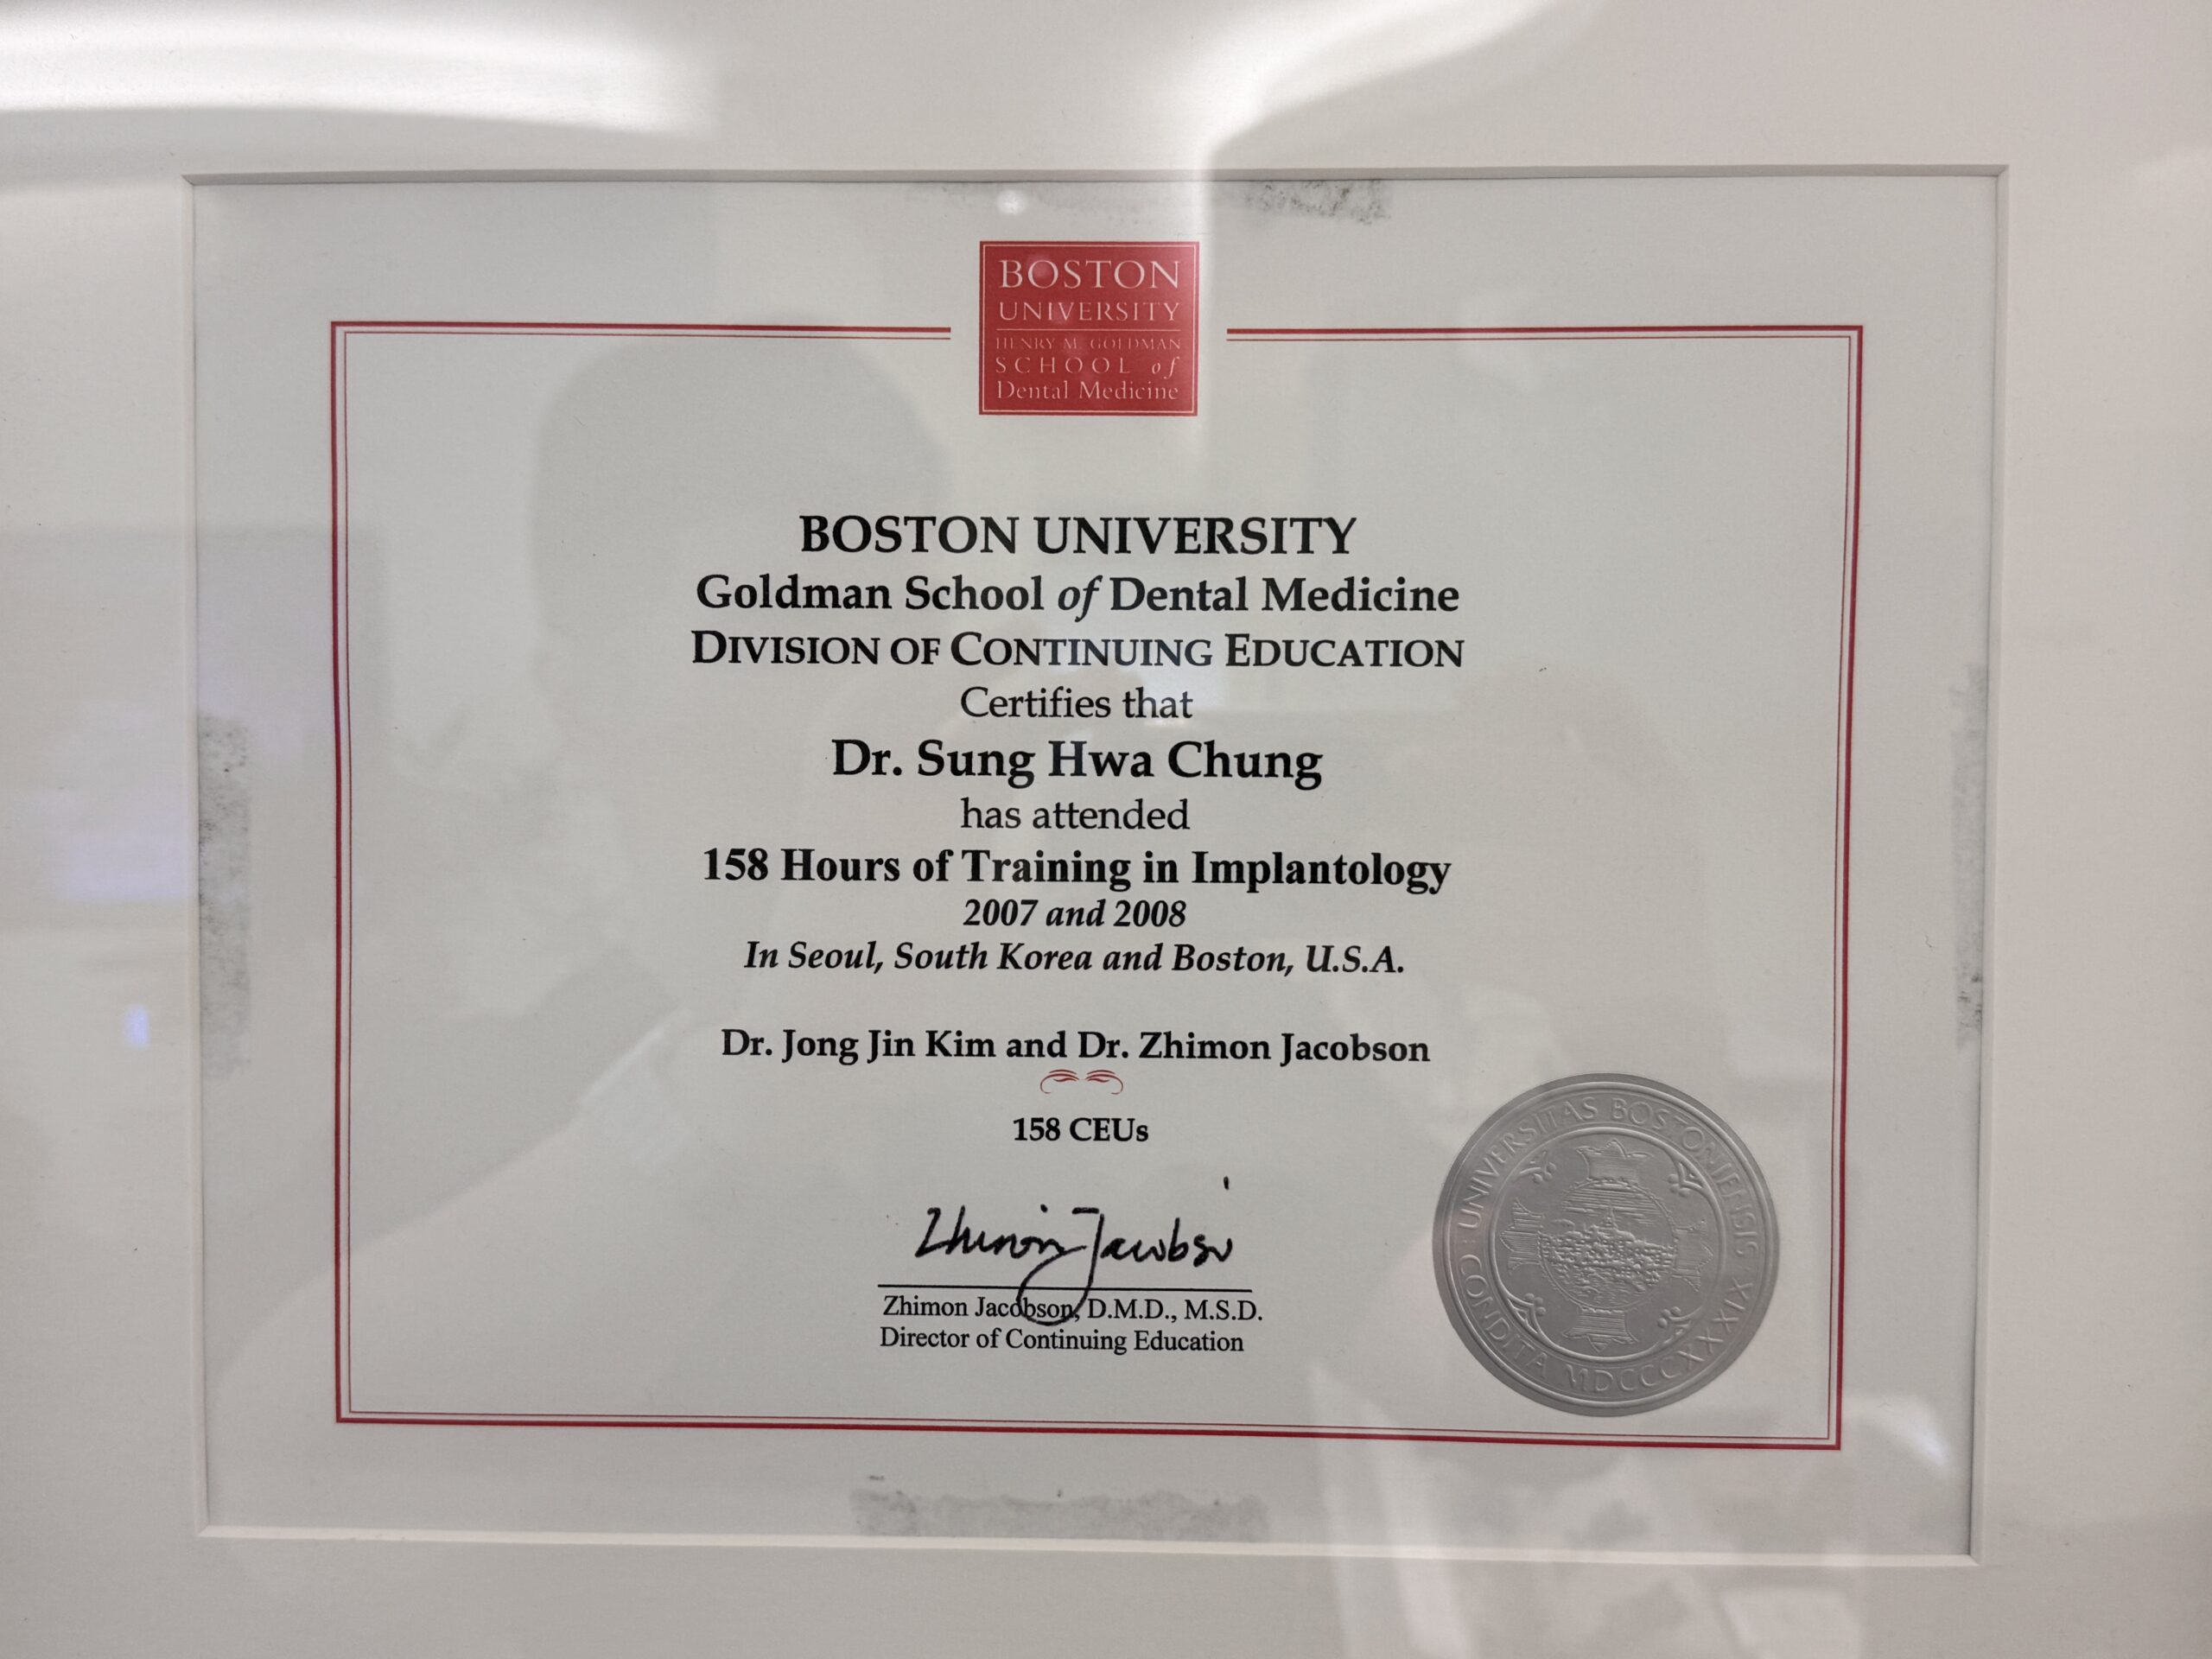 BOSTON
UNIVERSITY
HENRY M. GOLDMAN
SCHOOL of
Dental Medicine
BOSTON UNIVERSITY
Goldman School of Dental Medicine
DIVISION OF CONTINUING EDUCATION
Certifies that
Dr. Sung Hwa Chung
has attended
158 Hours of Training in Implantology
2007 and 2008
In Seoul, South Korea and Boston, U.S.A.
Dr. Jong Jin Kim and Dr. Zhimon Jacobson
158 CEUs
Zhimon Jacobson
Zhimon Jacobson, D.M.D., M.S.D.
Director of Continuing Education
UNIVERSITAS BOSTONIENSIS
CONDITA MDCCCXXXIX